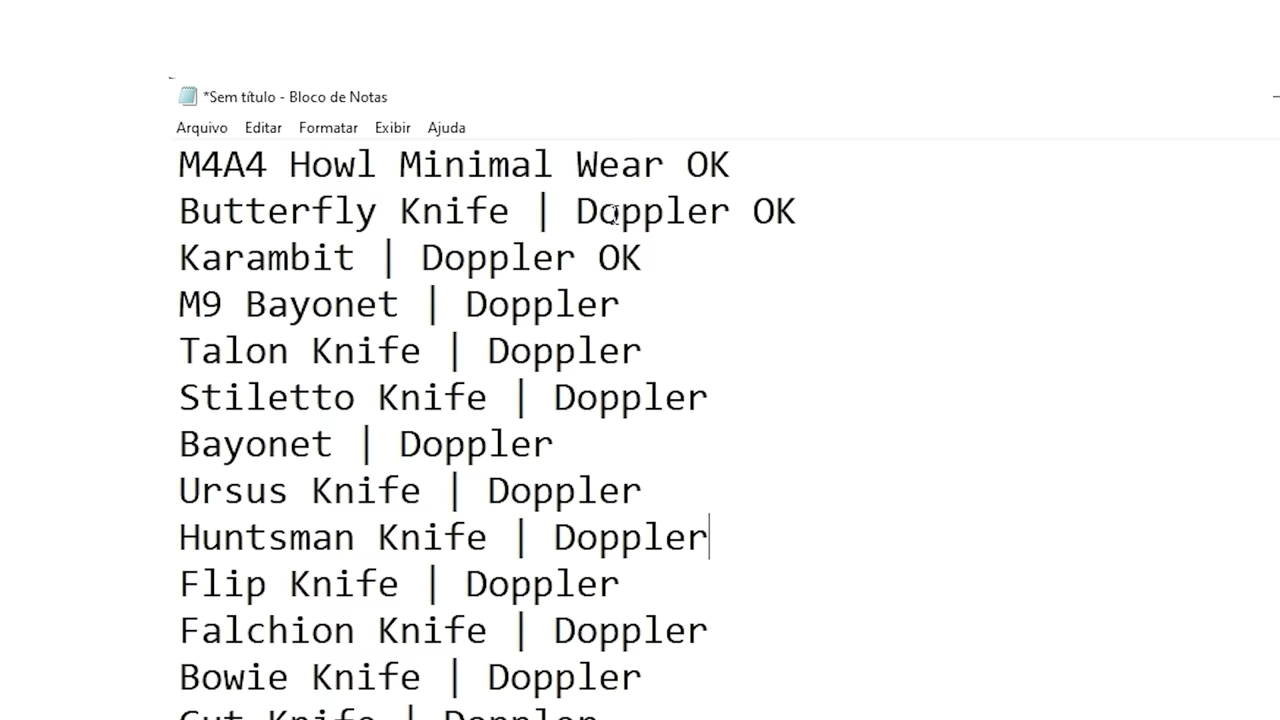 *Sem título - Bloco de Notas
Arquivo Editar Formatar Exibir Ajuda
M4A4 Howl Minimal Wear OK
Butterfly Knife | Doppler OK
Karambit | Doppler OK
M9 Bayonet | Doppler
Talon Knife | Doppler
Stiletto Knife | Doppler
Bayonet | Doppler
Ursus Knife | Doppler
Huntsman Knife | Doppler
Flip Knife | Doppler
Falchion Knife | Doppler
Bowie Knife | Doppler
Knife | Doppler